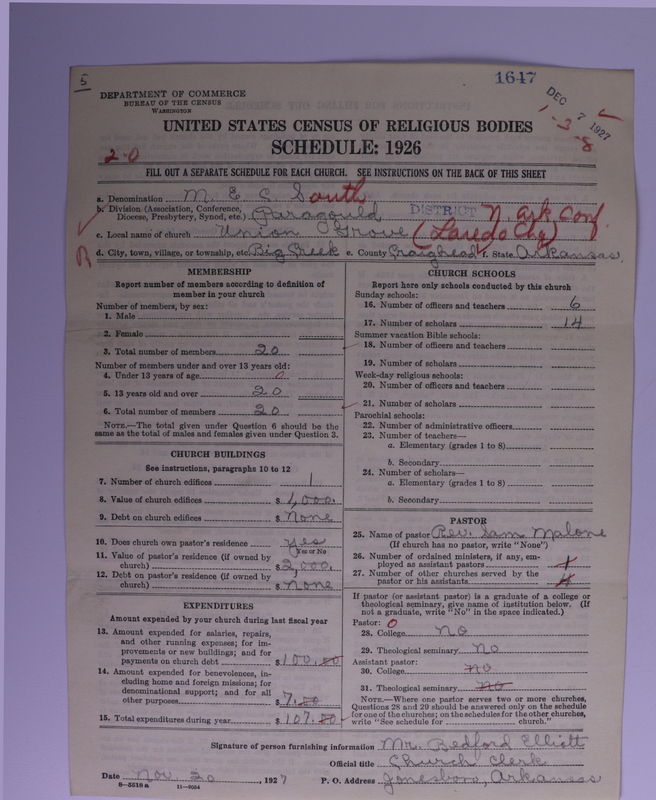 5
1647
DEC 7 1927
1-3-8
DEPARTMENT OF COMMERCE
BUREAU OF THE CENSUS
WASHINGTON
UNITED STATES CENSUS OF RELIGIOUS BODIES
SCHEDULE: 1926
2-0
FILL OUT A SEPARATE SCHEDULE FOR EACH CHURCH. SEE INSTRUCTIONS ON THE BACK OF THIS SHEET
a. Denomination M. E. C. South
b. Division (Association, Conference, Diocese, Presbytery, Synod, etc.) Paragould DISTRICT N. Ark Conf.
c. Local name of church Union Grove (Laredo Chg)
d. City, town, village, or township, etc. Big Creek e. County Craighead f. State Arkansas.
MEMBERSHIP
Report number of members according to definition of
member in your church
Number of members, by sex:
1. Male
2. Female
3. Total number of members 20
Number of members under and over 13 years old:
4. Under 13 years of age 0
5. 13 years old and over 20
6. Total number of members 20
NOTE.—The total given under Question 6 should be the
same as the total of males and females given under Question 3.
CHURCH BUILDINGS
See instructions, paragraphs 10 to 12
7. Number of church edifices 1
8. Value of church edifices $ 1,000.
9. Debt on church edifices $ None
10. Does church own pastor's residence yes
Yes or No
11. Value of pastor's residence (if owned by
church) $ 2,000.
12. Debt on pastor's residence (if owned by
church) $ None
EXPENDITURES
Amount expended by your church during last fiscal year
13. Amount expended for salaries, repairs,
and other running expenses; for im-
provements or new buildings; and for
payments on church debt $ 100.00
14. Amount expended for benevolences, in-
cluding home and foreign missions; for
denominational support; and for all
other purposes $ 7.00
15. Total expenditures during year $ 107.00
CHURCH SCHOOLS
Report here only schools conducted by this church
Sunday schools:
16. Number of officers and teachers 6
17. Number of scholars 14
Summer vacation Bible schools:
18. Number of officers and teachers
19. Number of scholars
Week-day religious schools:
20. Number of officers and teachers
21. Number of scholars
Parochial schools:
22. Number of administrative officers
23. Number of teachers—
a. Elementary (grades 1 to 8)
b. Secondary
24. Number of scholars—
a. Elementary (grades 1 to 8)
b. Secondary
PASTOR
25. Name of pastor Rev. Sam Malone
(If church has no pastor, write "None")
26. Number of ordained ministers, if any, em-
ployed as assistant pastors
27. Number of other churches served by the
pastor or his assistants 4
If pastor (or assistant pastor) is a graduate of a college or
theological seminary, give name of institution below. (If
not a graduate, write "No" in the space indicated.)
Pastor: 0
28. College No
29. Theological seminary No
Assistant pastor:
30. College No
31. Theological seminary No
NOTE.—Where one pastor serves two or more churches,
Questions 28 and 29 should be answered only on the schedule
for one of the churches; on the schedules for the other churches,
write "See schedule for church."
Signature of person furnishing information Mr. Bedford Elliott
Official title Church Clerk
Date Nov. 20, 1927 P. O. Address Jonesboro, Arkansas
8—5518 a 11—9024